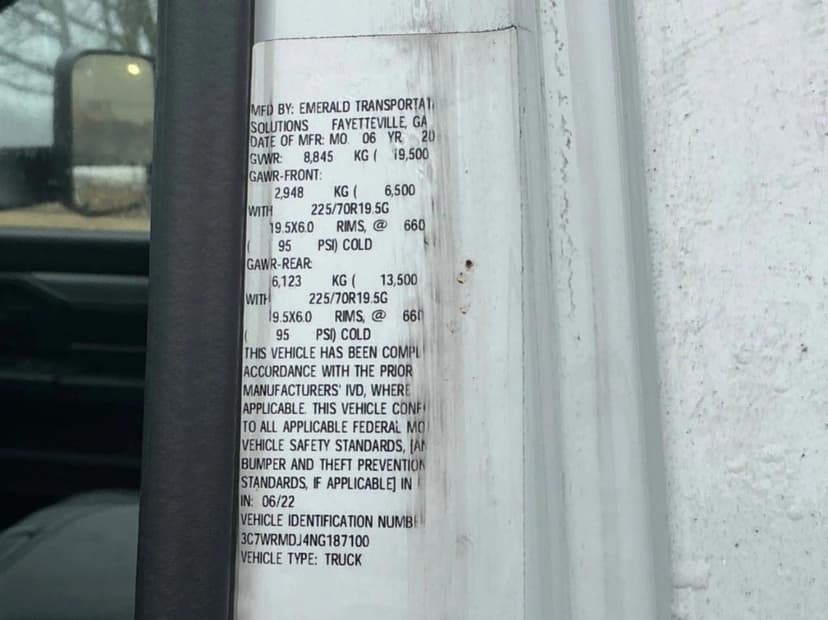 MFD BY: EMERALD TRANSPORTAT
SOLUTIONS FAYETTEVILLE, GA
DATE OF MFR: MO. 06 YR 20
GVWR: 8,845 KG ( 19,500
GAWR-FRONT:
2,948 KG ( 6,500
WITH 225/70R19.5G
19.5X6.0 RIMS, @ 660
( 95 PSI) COLD
GAWR-REAR:
6,123 KG ( 13,500
WITH 225/70R19.5G
19.5X6.0 RIMS, @ 660
( 95 PSI) COLD
THIS VEHICLE HAS BEEN COMPL
ACCORDANCE WITH THE PRIOR
MANUFACTURERS' IVD, WHERE
APPLICABLE. THIS VEHICLE CONF
TO ALL APPLICABLE FEDERAL MO
VEHICLE SAFETY STANDARDS, [AN
BUMPER AND THEFT PREVENTION
STANDARDS, IF APPLICABLE] IN
IN: 06/22
VEHICLE IDENTIFICATION NUMB
3C7WRMDJ4NG187100
VEHICLE TYPE: TRUCK